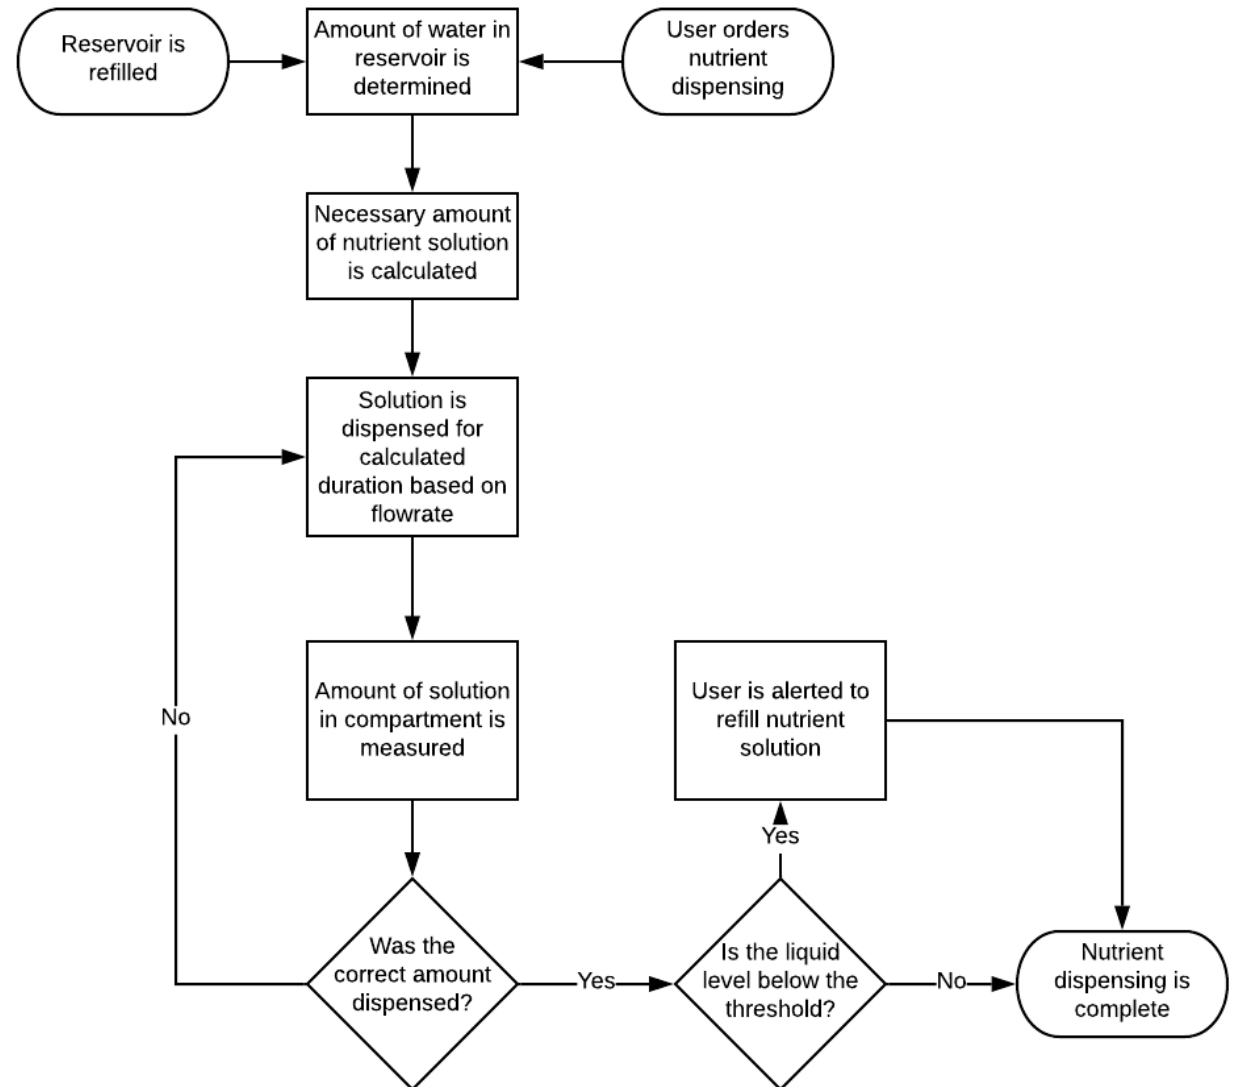 Reservoir is
refilled
Amount of water in
reservoir is
determined
User orders
nutrient
dispensing
Necessary amount
of nutrient solution
is calculated
Solution is
dispensed for
calculated
duration based on
flowrate
No
Amount of solution
in compartment is
measured
User is alerted to
refill nutrient
solution
Yes
Was the
correct amount
dispensed?
Yes
Is the liquid
level below the
threshold?
No
Nutrient
dispensing is
complete